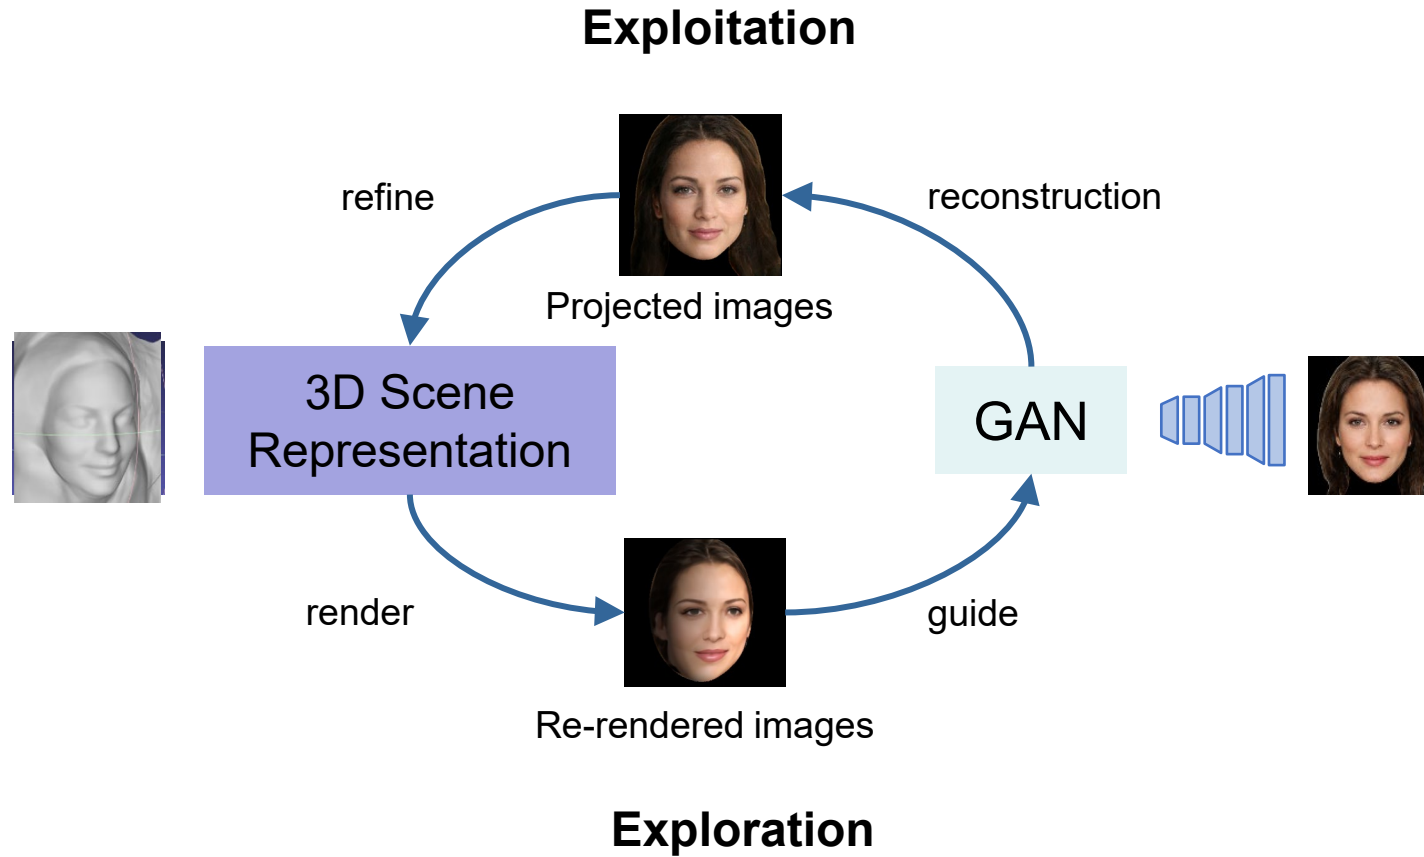 Exploitation
refine
reconstruction
Projected images
3D Scene
Representation
GAN
render
guide
Re-rendered images
Exploration